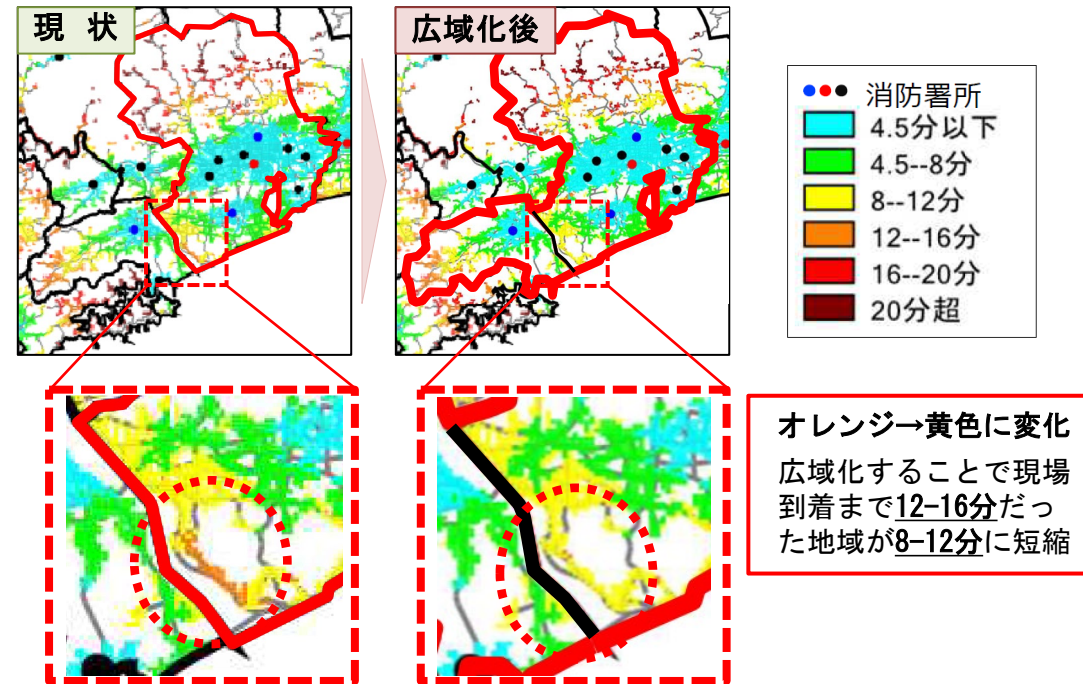 現 状
広域化後
消防署所
4.5分以下
4.5--8分
8--12分
12--16分
16--20分
20分超
オレンジ→黄色に変化
広域化することで現場
到着まで12-16分だっ
た地域が8-12分に短縮